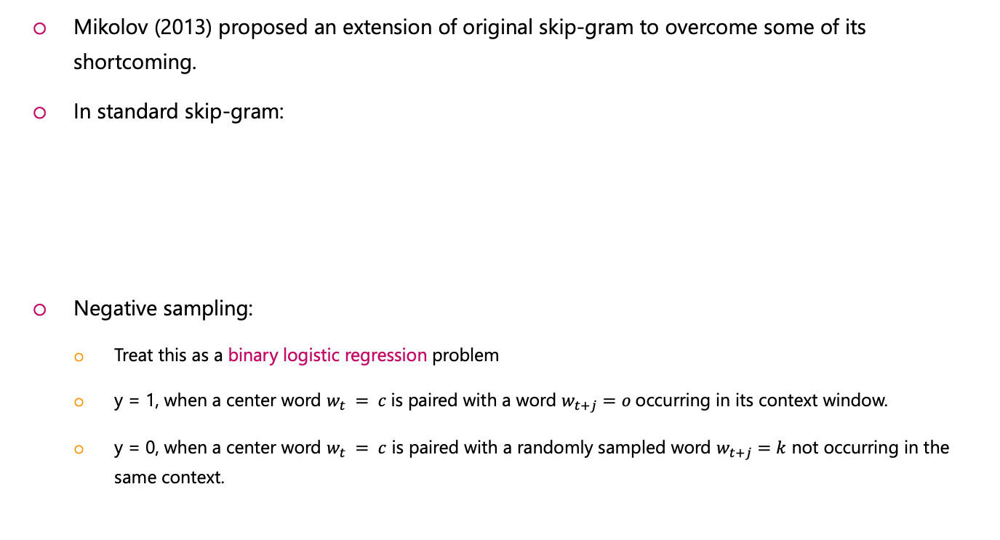 Mikolov (2013) proposed an extension of original skip-gram to overcome some of its
shortcoming.
In standard skip-gram:
Negative sampling:
Treat this as a binary logistic regression problem
y = 1, when a center word wₜ = c is paired with a word wₜ₊ⱼ = o occurring in its context window.
y = 0, when a center word wₜ = c is paired with a randomly sampled word wₜ₊ⱼ = k not occurring in the
same context.